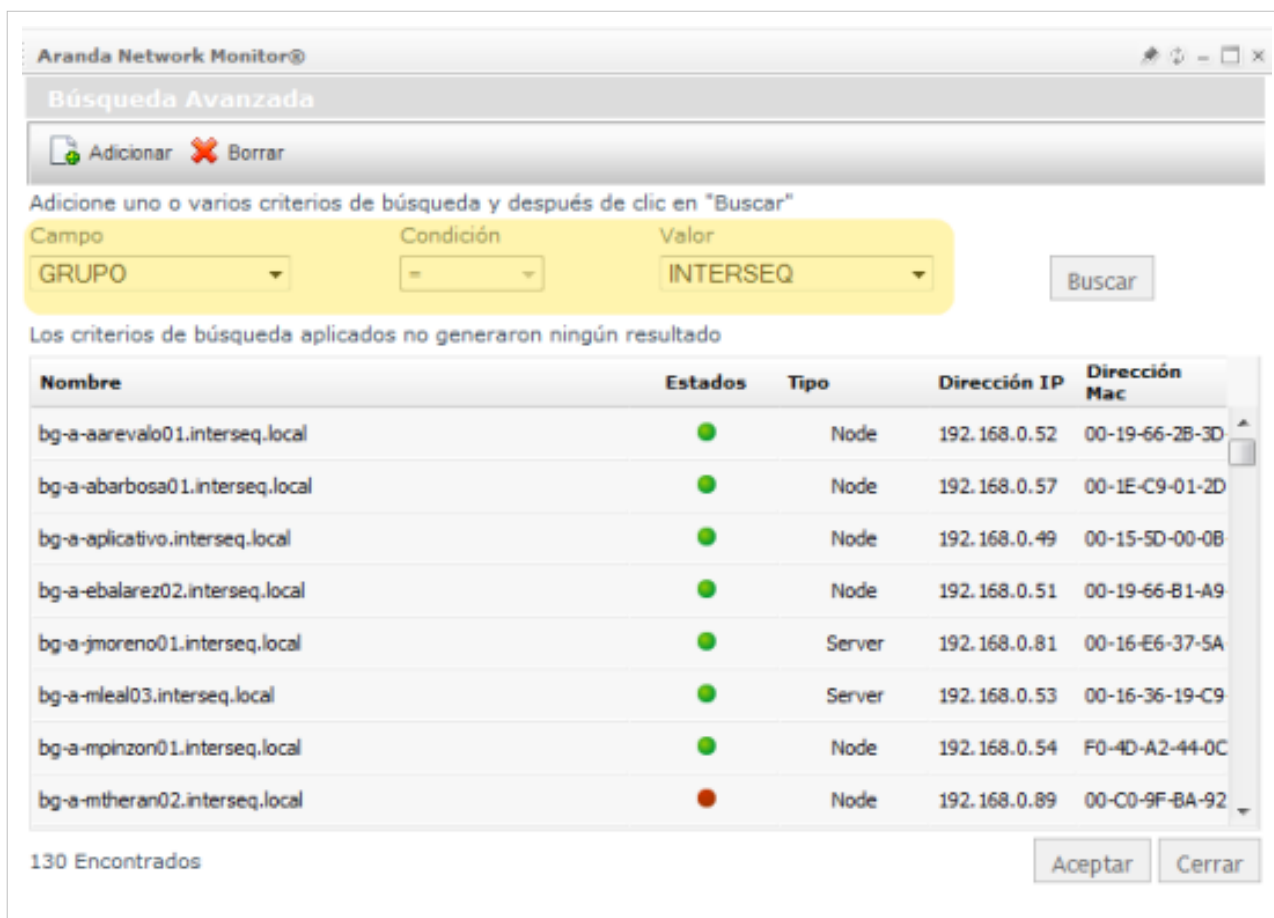 Aranda Network Monitor®
Búsqueda Avanzada
Adicionar Borrar
Adicione uno o varios criterios de búsqueda y después de clic en "Buscar"
Campo Condición Valor
GRUPO = INTERSEQ Buscar
Los criterios de búsqueda aplicados no generaron ningún resultado
Nombre Estados Tipo Dirección IP Dirección Mac
bg-a-aarevalo01.interseq.local Node 192.168.0.52 00-19-66-2B-3D-
bg-a-abarbosa01.interseq.local Node 192.168.0.57 00-1E-C9-01-2D
bg-a-aplicativo.interseq.local Node 192.168.0.49 00-15-5D-00-0B-
bg-a-ebalarez02.interseq.local Node 192.168.0.51 00-19-66-B1-A9-
bg-a-jmoreno01.interseq.local Server 192.168.0.81 00-16-E6-37-5A
bg-a-mleal03.interseq.local Server 192.168.0.53 00-16-36-19-C9-
bg-a-mpinzon01.interseq.local Node 192.168.0.54 F0-4D-A2-44-0C
bg-a-mtheran02.interseq.local Node 192.168.0.89 00-C0-9F-BA-92
130 Encontrados Aceptar Cerrar